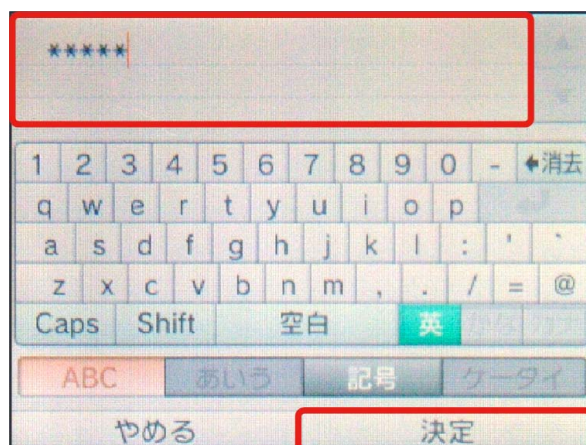 *****
1 2 3 4 5 6 7 8 9 0 - 消去
q w e r t y u i o p
a s d f g h j k l : ' `
z x c v b n m , . / = @
Caps Shift 空白 英
ABC あいう 記号 ケータイ
やめる 決定